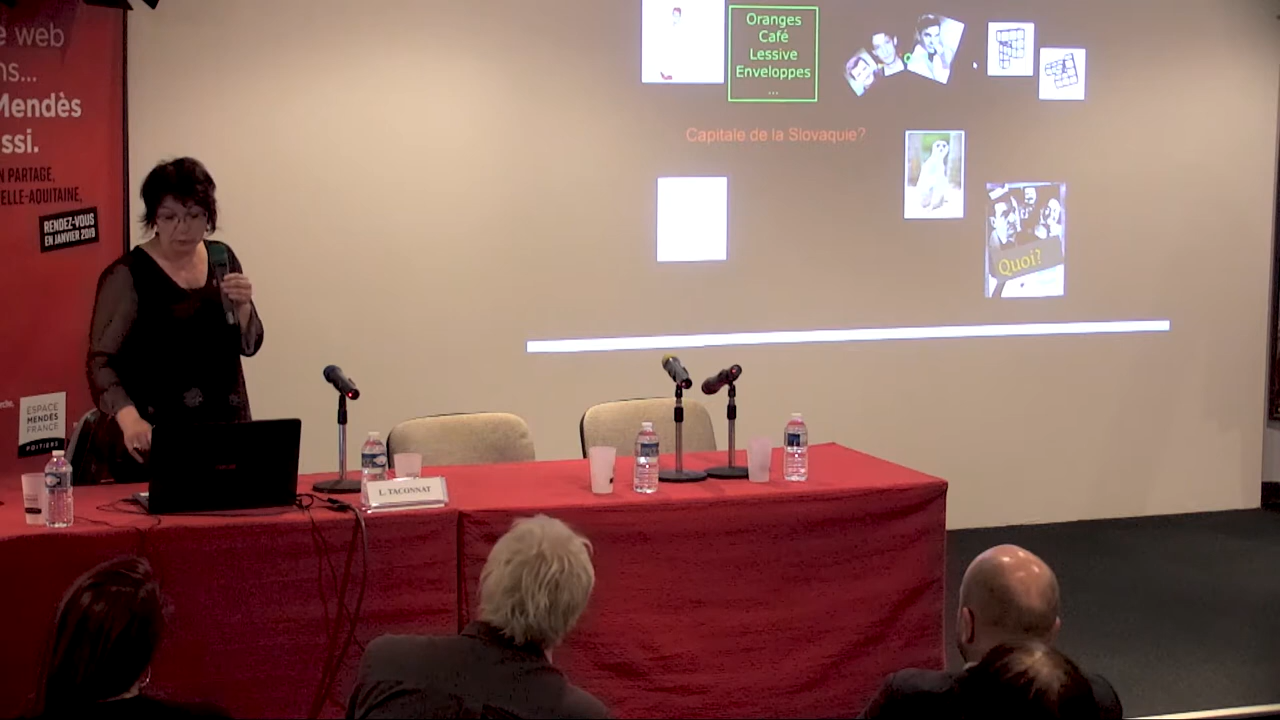 e web
ns...
Mendès
ssi.
N PARTAGE,
ELLE-AQUITAINE,
RENDEZ-VOUS
EN JANVIER 2019
ESPACE
MENDÈS
FRANCE
POITIERS
Oranges
Café
Lessive
Enveloppes
...
Capitale de la Slovaquie?
Quoi?
L. TACONNAT